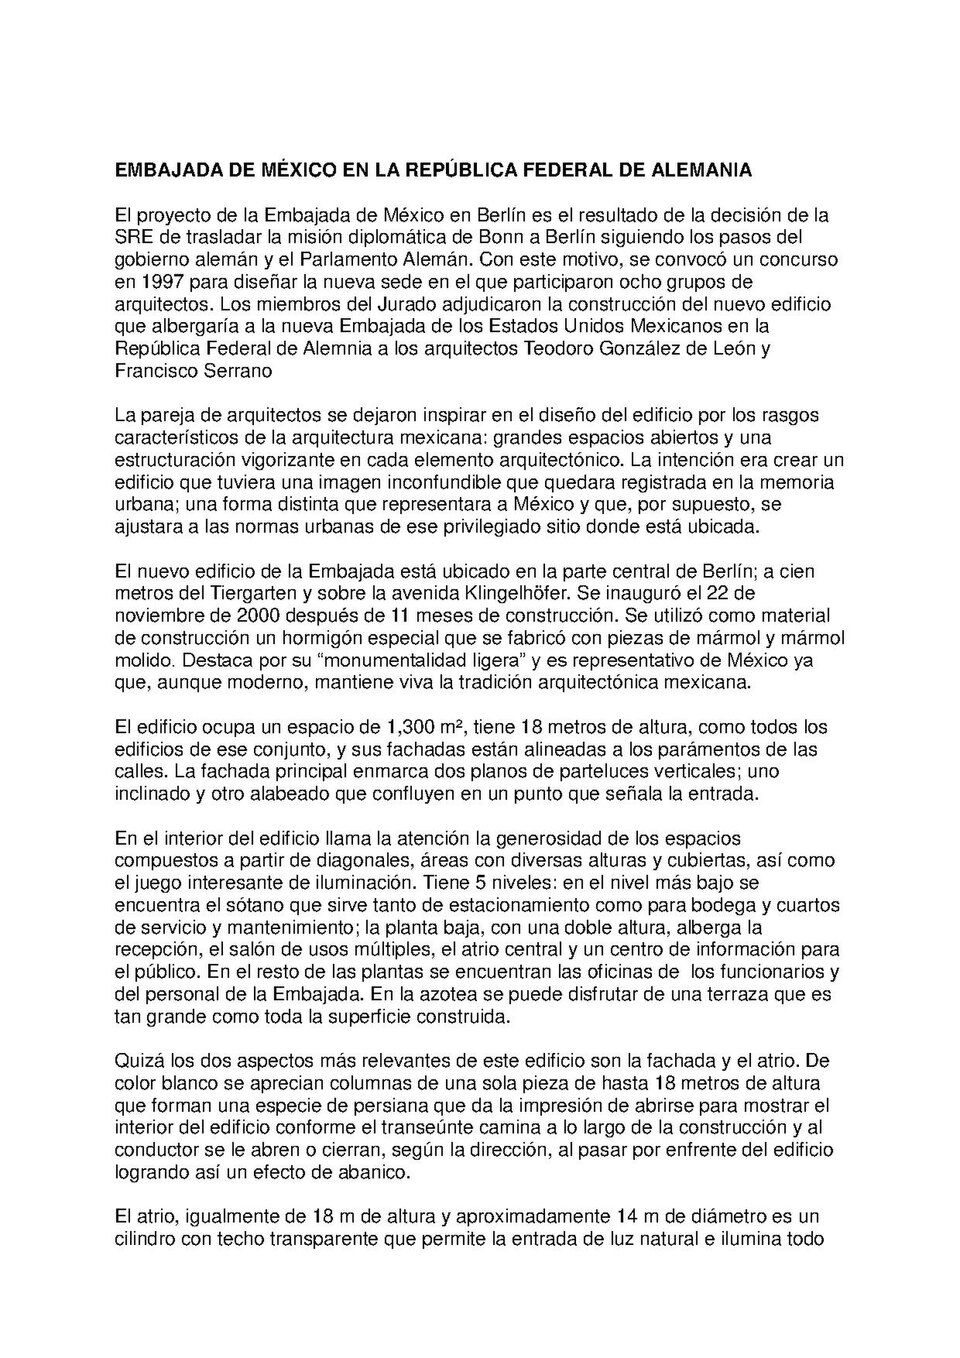 EMBAJADA DE MÉXICO EN LA REPÚBLICA FEDERAL DE ALEMANIA
El proyecto de la Embajada de México en Berlín es el resultado de la decisión de la
SRE de trasladar la misión diplomática de Bonn a Berlín siguiendo los pasos del
gobierno alemán y el Parlamento Alemán. Con este motivo, se convocó un concurso
en 1997 para diseñar la nueva sede en el que participaron ocho grupos de
arquitectos. Los miembros del Jurado adjudicaron la construcción del nuevo edificio
que albergaría a la nueva Embajada de los Estados Unidos Mexicanos en la
República Federal de Alemnia a los arquitectos Teodoro González de León y
Francisco Serrano
La pareja de arquitectos se dejaron inspirar en el diseño del edificio por los rasgos
característicos de la arquitectura mexicana: grandes espacios abiertos y una
estructuración vigorizante en cada elemento arquitectónico. La intención era crear un
edificio que tuviera una imagen inconfundible que quedara registrada en la memoria
urbana; una forma distinta que representara a México y que, por supuesto, se
ajustara a las normas urbanas de ese privilegiado sitio donde está ubicada.
El nuevo edificio de la Embajada está ubicado en la parte central de Berlín; a cien
metros del Tiergarten y sobre la avenida Klingelhöfer. Se inauguró el 22 de
noviembre de 2000 después de 11 meses de construcción. Se utilizó como material
de construcción un hormigón especial que se fabricó con piezas de mármol y mármol
molido. Destaca por su “monumentalidad ligera” y es representativo de México ya
que, aunque moderno, mantiene viva la tradición arquitectónica mexicana.
El edificio ocupa un espacio de 1,300 m², tiene 18 metros de altura, como todos los
edificios de ese conjunto, y sus fachadas están alineadas a los parámentos de las
calles. La fachada principal enmarca dos planos de parteluces verticales; uno
inclinado y otro alabeado que confluyen en un punto que señala la entrada.
En el interior del edificio llama la atención la generosidad de los espacios
compuestos a partir de diagonales, áreas con diversas alturas y cubiertas, así como
el juego interesante de iluminación. Tiene 5 niveles: en el nivel más bajo se
encuentra el sótano que sirve tanto de estacionamiento como para bodega y cuartos
de servicio y mantenimiento; la planta baja, con una doble altura, alberga la
recepción, el salón de usos múltiples, el atrio central y un centro de información para
el público. En el resto de las plantas se encuentran las oficinas de  los funcionarios y
del personal de la Embajada. En la azotea se puede disfrutar de una terraza que es
tan grande como toda la superficie construida.
Quizá los dos aspectos más relevantes de este edificio son la fachada y el atrio. De
color blanco se aprecian columnas de una sola pieza de hasta 18 metros de altura
que forman una especie de persiana que da la impresión de abrirse para mostrar el
interior del edificio conforme el transeúnte camina a lo largo de la construcción y al
conductor se le abren o cierran, según la dirección, al pasar por enfrente del edificio
logrando así un efecto de abanico.
El atrio, igualmente de 18 m de altura y aproximadamente 14 m de diámetro es un
cilindro con techo transparente que permite la entrada de luz natural e ilumina todo